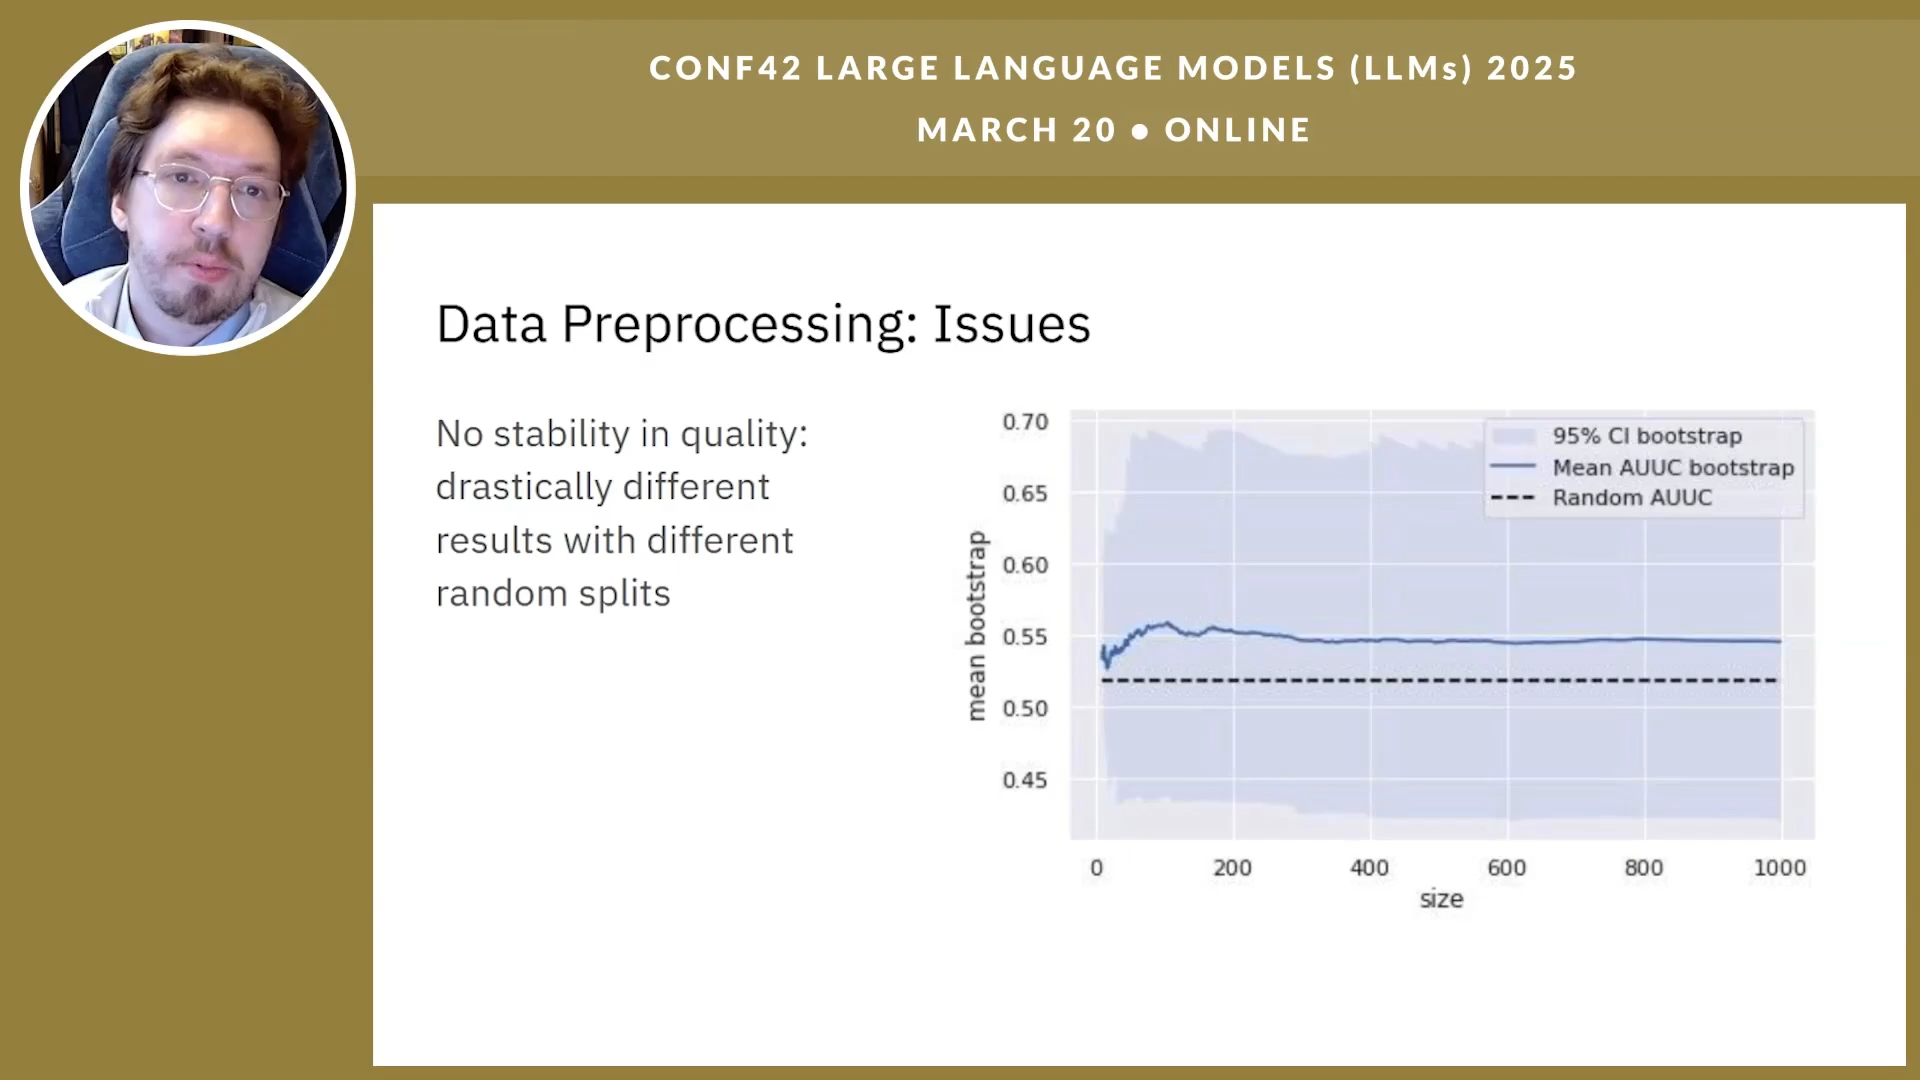 CONF42 LARGE LANGUAGE MODELS (LLMs) 2025
MARCH 20 ● ONLINE
Data Preprocessing: Issues
No stability in quality:
drastically different
results with different
random splits
0.70
0.65
0.60
0.55
0.50
0.45
mean bootstrap
95% CI bootstrap
Mean AUUC bootstrap
Random AUUC
0 200 400 600 800 1000
size